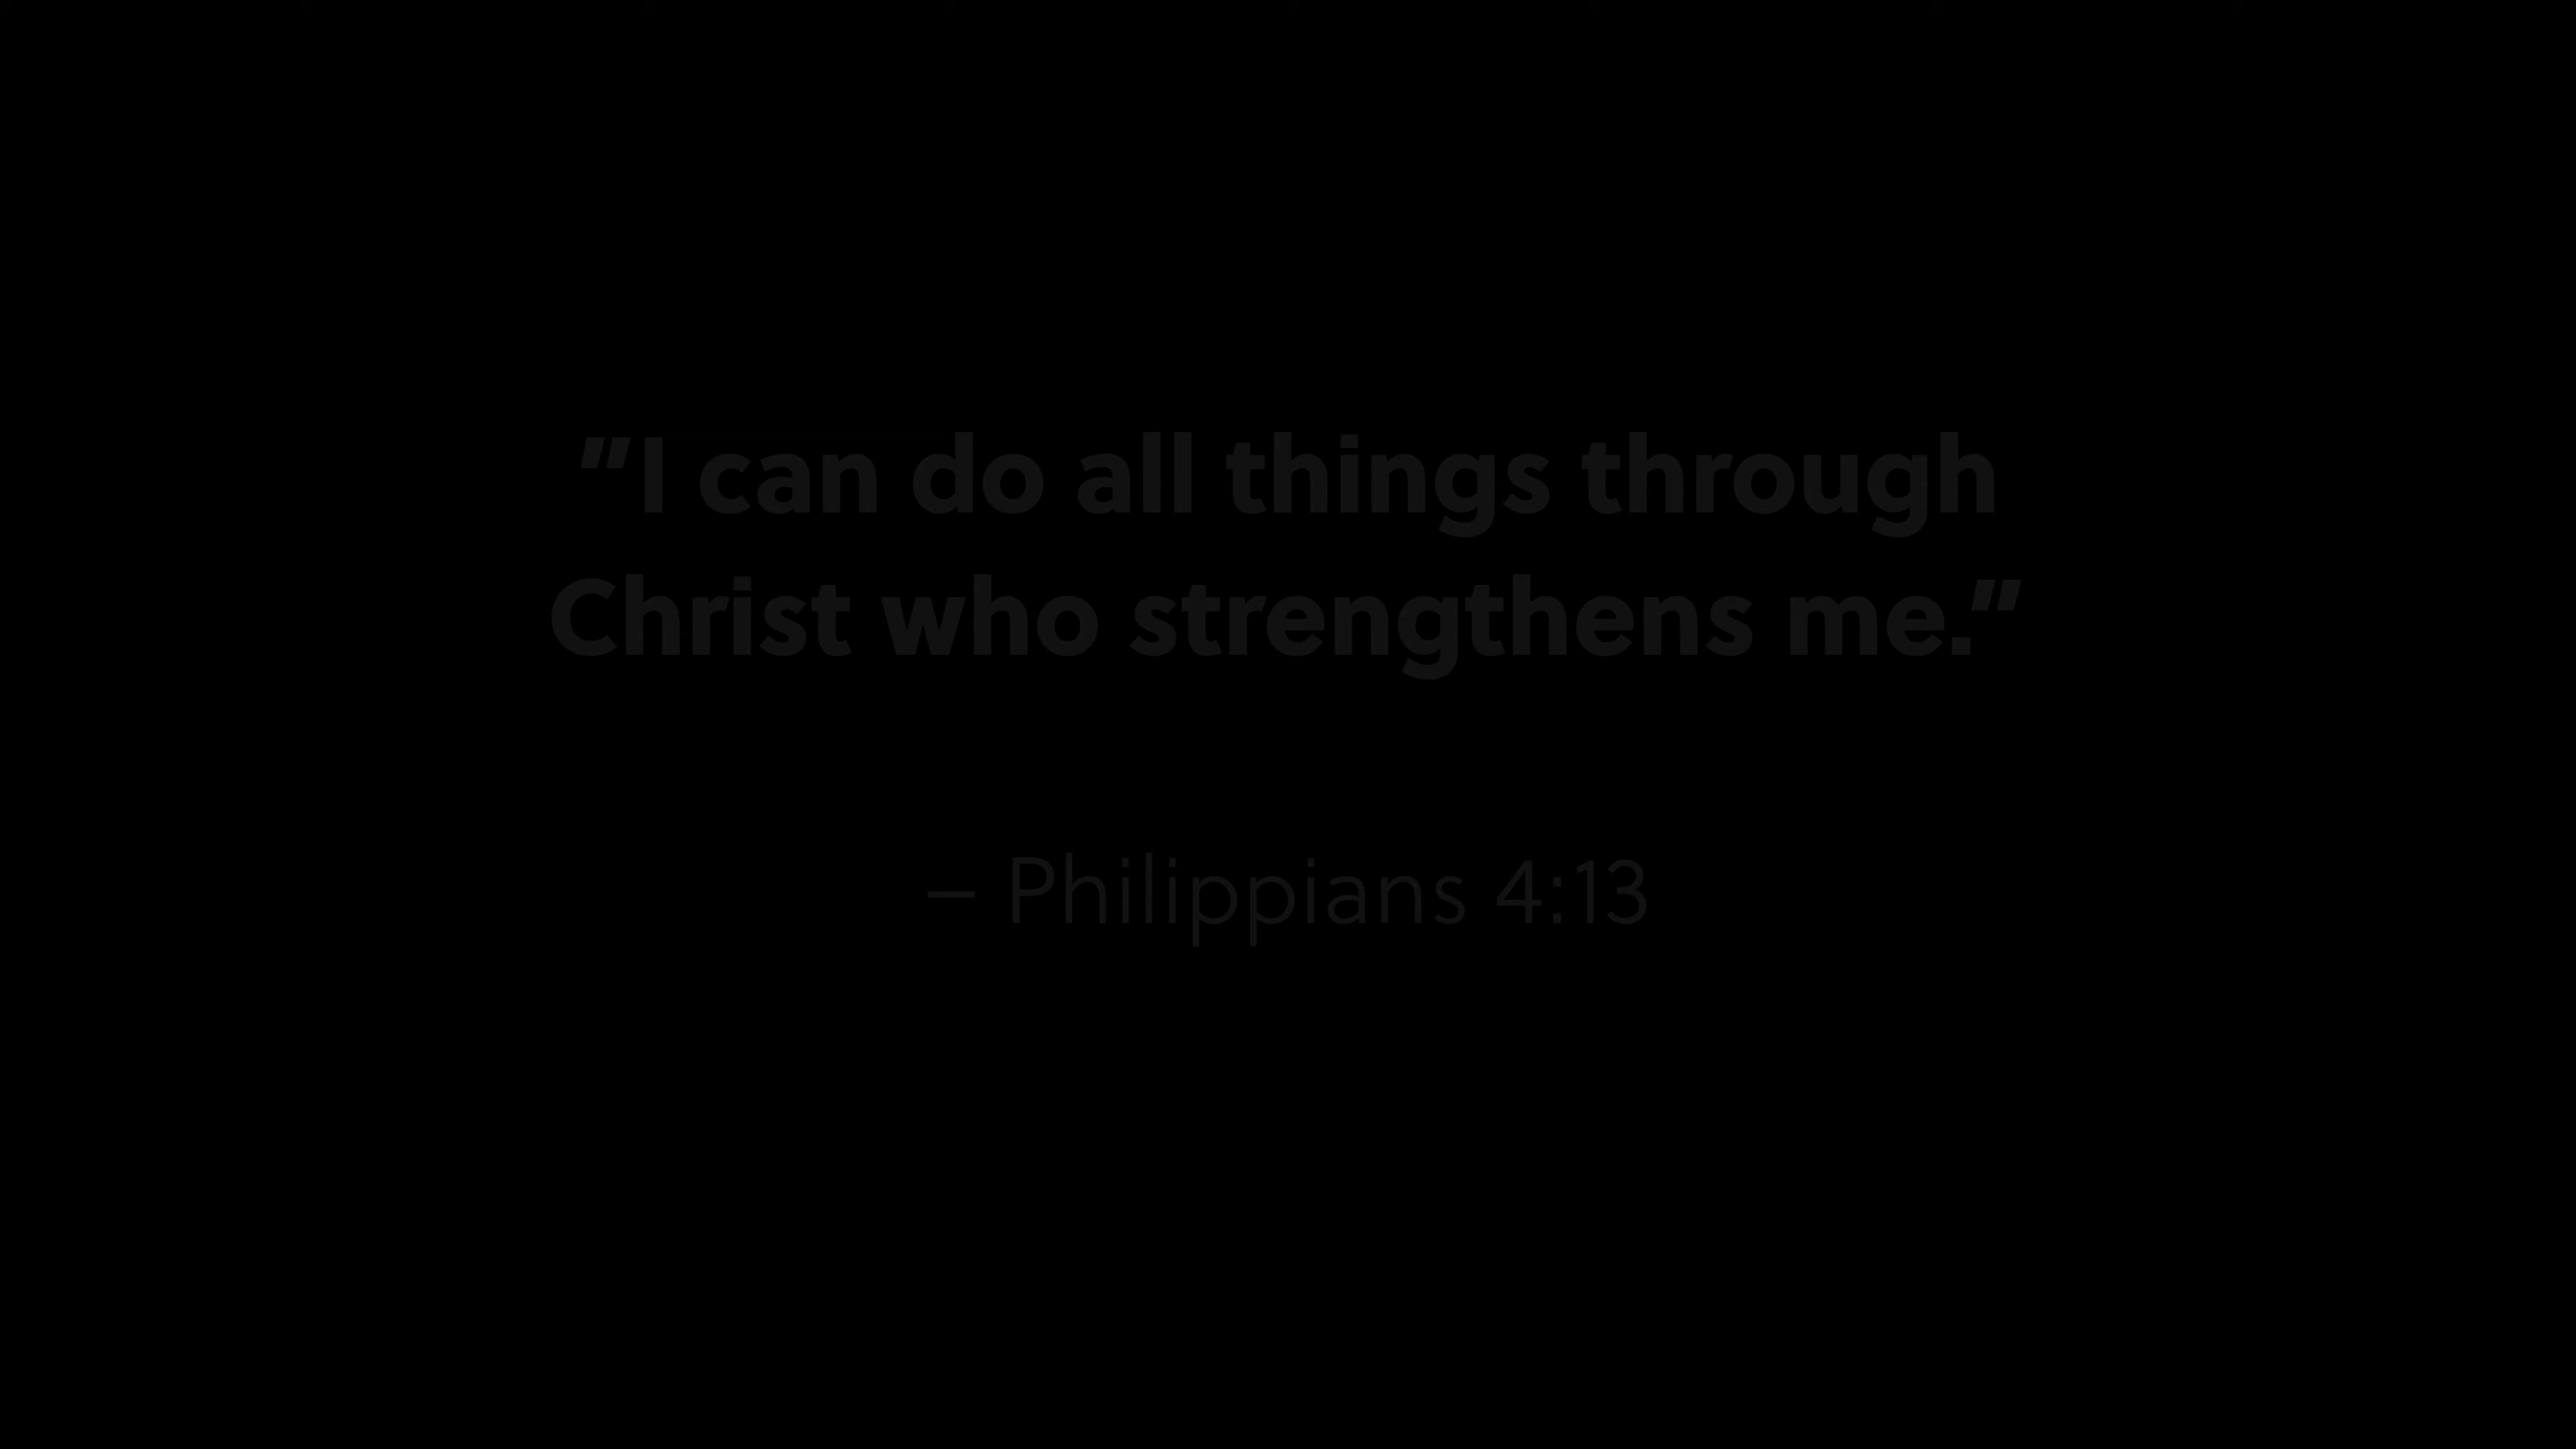 "I can do all things through
Christ who strengthens me."
– Philippians 4:13